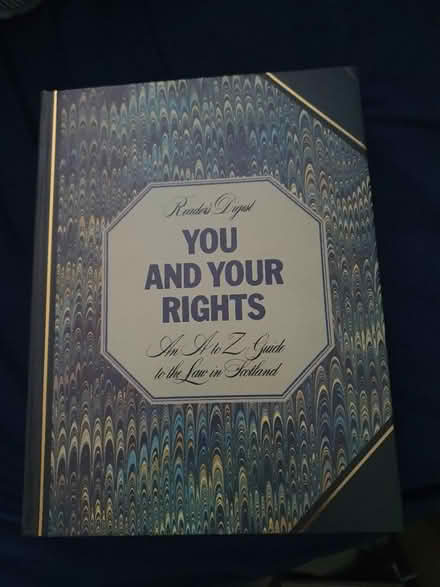 Reader's Digest
YOU
AND YOUR
RIGHTS
An A to Z Guide
to the Law in Scotland